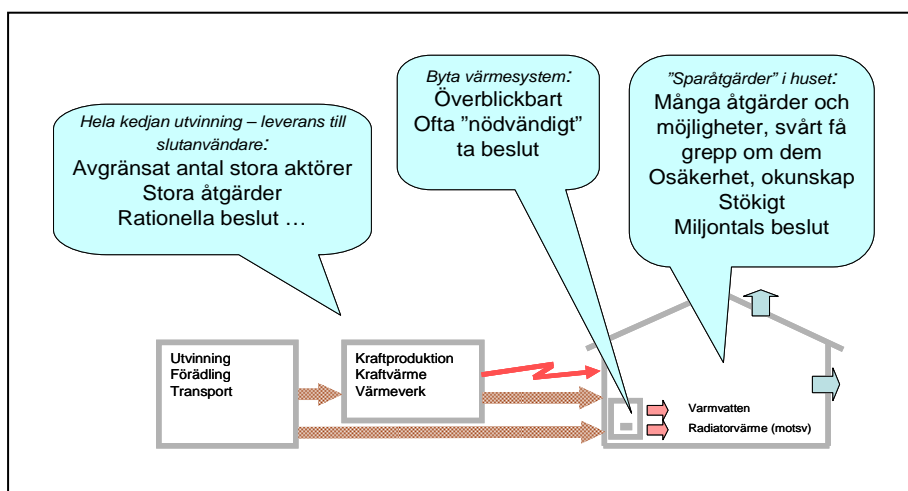 Hela kedjan utvinning – leverans till
slutanvändare:
Avgränsat antal stora aktörer
Stora åtgärder
Rationella beslut …
Byta värmesystem:
Överblickbart
Ofta ”nödvändigt”
ta beslut
”Sparåtgärder” i huset:
Många åtgärder och
möjligheter, svårt få
grepp om dem
Osäkerhet, okunskap
Stökigt
Miljontals beslut
Utvinning
Förädling
Transport
Kraftproduktion
Kraftvärme
Värmeverk
Varmvatten
Radiatorvärme (motsv)